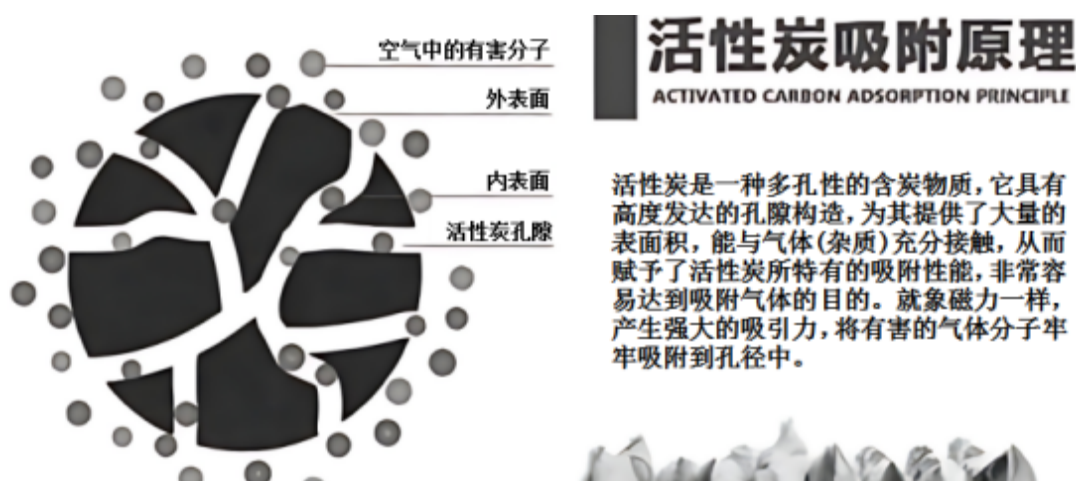 空气中的有害分子
外表面
内表面
活性炭孔隙
活性炭吸附原理
ACTIVATED CARBON ADSORPTION PRINCIPLE
活性炭是一种多孔性的含炭物质，它具有
高度发达的孔隙构造，为其提供了大量的
表面积，能与气体(杂质)充分接触，从而
赋予了活性炭所特有的吸附性能，非常容
易达到吸附气体的目的。就象磁力一样，
产生强大的吸引力，将有害的气体分子牢
牢吸附到孔径中。